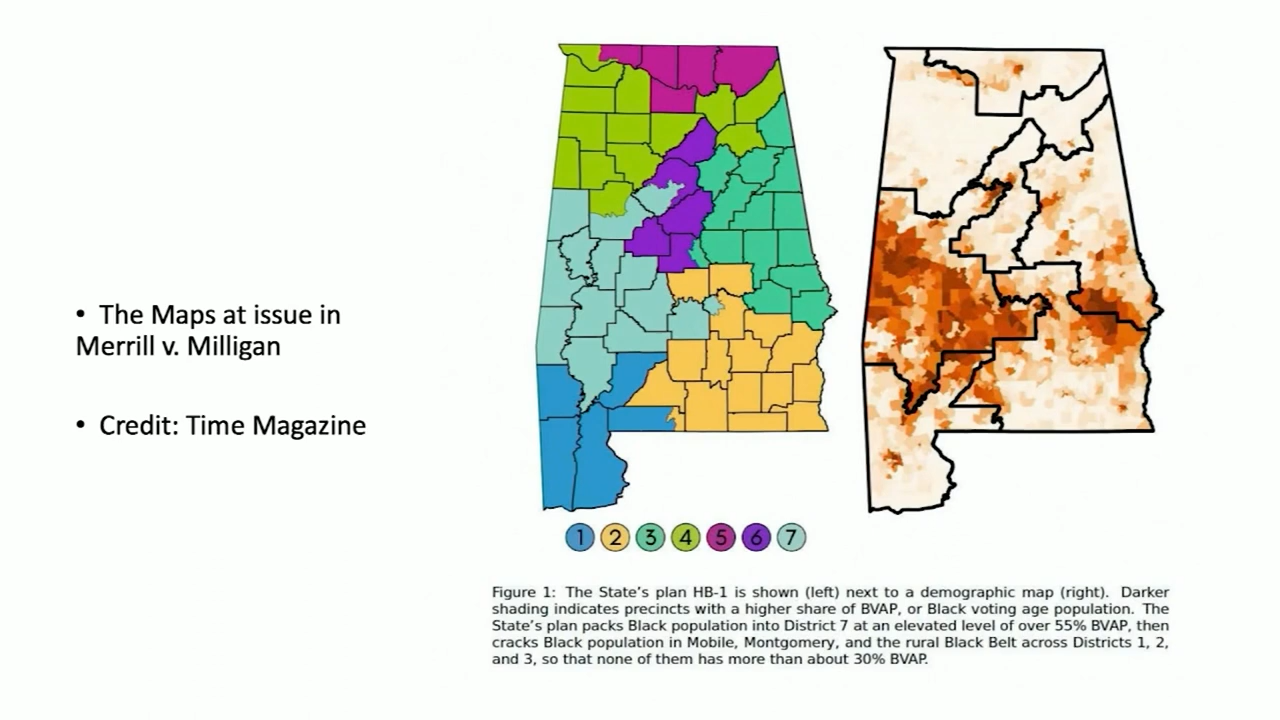 • The Maps at issue in
Merrill v. Milligan
• Credit: Time Magazine
1 2 3 4 5 6 7
Figure 1: The State's plan HB-1 is shown (left) next to a demographic map (right). Darker
shading indicates precincts with a higher share of BVAP, or Black voting age population. The
State's plan packs Black population into District 7 at an elevated level of over 55% BVAP, then
cracks Black population in Mobile, Montgomery, and the rural Black Belt across Districts 1, 2,
and 3, so that none of them has more than about 30% BVAP.